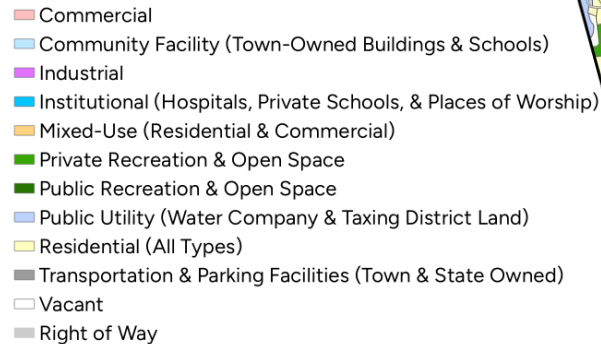 Commercial
Community Facility (Town-Owned Buildings & Schools)
Industrial
Institutional (Hospitals, Private Schools, & Places of Worship)
Mixed-Use (Residential & Commercial)
Private Recreation & Open Space
Public Recreation & Open Space
Public Utility (Water Company & Taxing District Land)
Residential (All Types)
Transportation & Parking Facilities (Town & State Owned)
Vacant
Right of Way